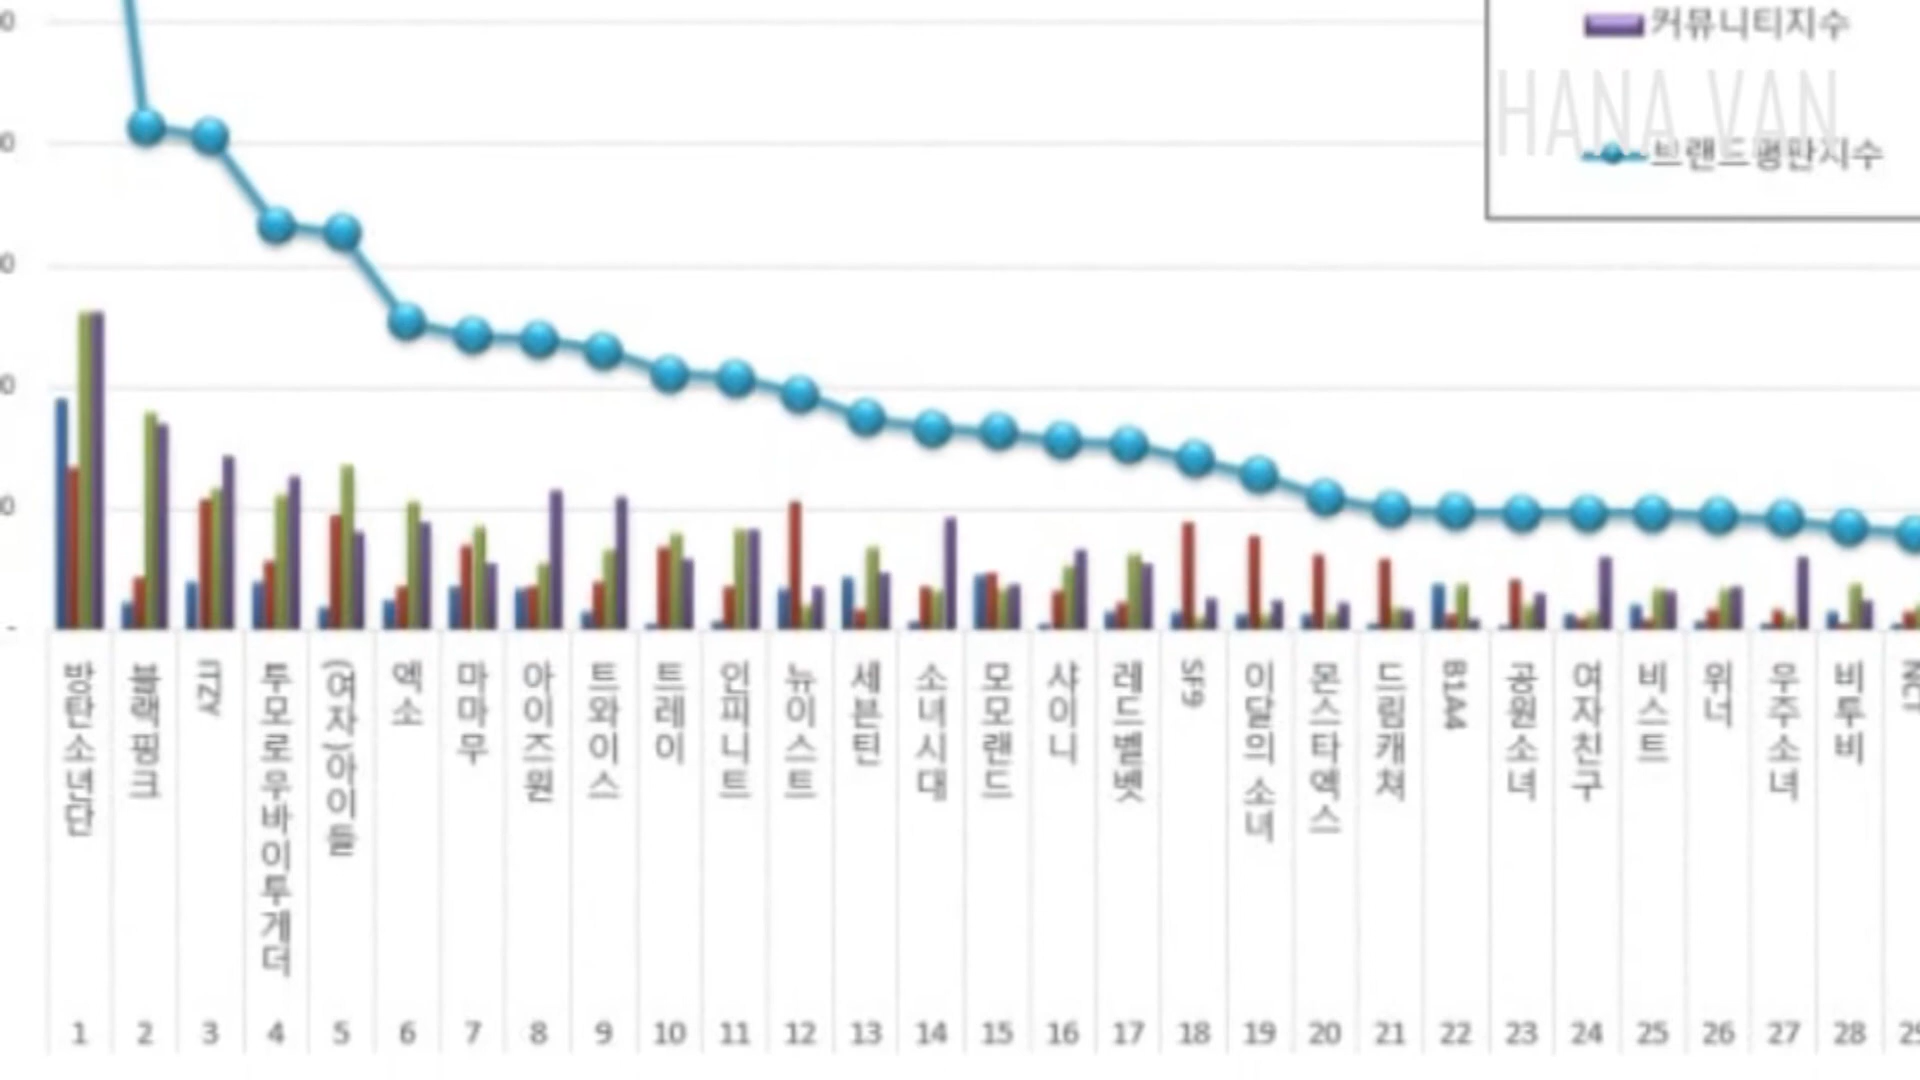 커뮤니티지수
HANA VAN
브랜드평판지수
방탄소년단
블랙핑크
ITZY
투모로우바이투게더
(여자)아이들
엑소
마마무
아이즈원
트와이스
트레이
인피니트
뉴이스트
세븐틴
소녀시대
모모랜드
샤이니
레드벨벳
SF9
이달의 소녀
몬스타엑스
드림캐쳐
B1A4
공원소녀
여자친구
비스트
위너
우주소녀
비투비
1 2 3 4 5 6 7 8 9 10 11 12 13 14 15 16 17 18 19 20 21 22 23 24 25 26 27 28 29